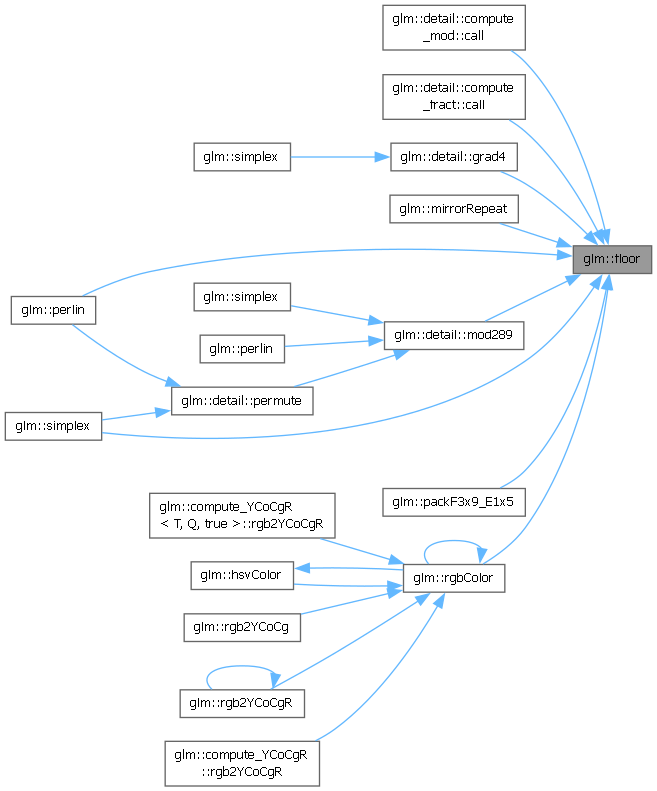 glm::detail::compute
_mod::call
glm::detail::compute
_fract::call
glm::simplex
glm::detail::grad4
glm::mirrorRepeat
glm::floor
glm::simplex
glm::perlin
glm::detail::mod289
glm::perlin
glm::detail::permute
glm::simplex
glm::packF3x9_E1x5
glm::compute_YCoCgR
< T, Q, true >::rgb2YCoCgR
glm::hsvColor
glm::rgbColor
glm::rgb2YCoCg
glm::rgb2YCoCgR
glm::compute_YCoCgR
::rgb2YCoCgR